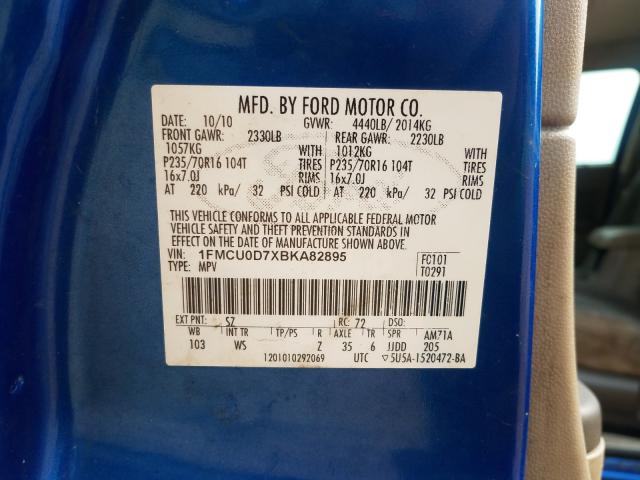 MFD. BY FORD MOTOR CO.
DATE: 10/10 GVWR: 4440LB/ 2014KG
FRONT GAWR: 2330LB REAR GAWR: 2230LB
1057KG WITH 1012KG WITH
P235/70R16 104T TIRES P235/70R16 104T TIRES
16x7.0J RIMS 16x7.0J RIMS
AT 220 kPa/ 32 PSI COLD AT 220 kPa/ 32 PSI COLD
THIS VEHICLE CONFORMS TO ALL APPLICABLE FEDERAL MOTOR
VEHICLE SAFETY AND THEFT PREVENTION STANDARDS IN
EFFECT ON THE DATE OF MANUFACTURE SHOWN ABOVE.
VIN: 1FMCU0D7XBKA82895 FC101
TYPE: MPV T0291
EXT PNT: SZ RC: 72 DSO:
WB INT TR TP/PS R AXLE TR SPR AM71A
103 WS Z 35 6 JJDD 205
1201010292069 UTC ▽5U5A-1520472-BA